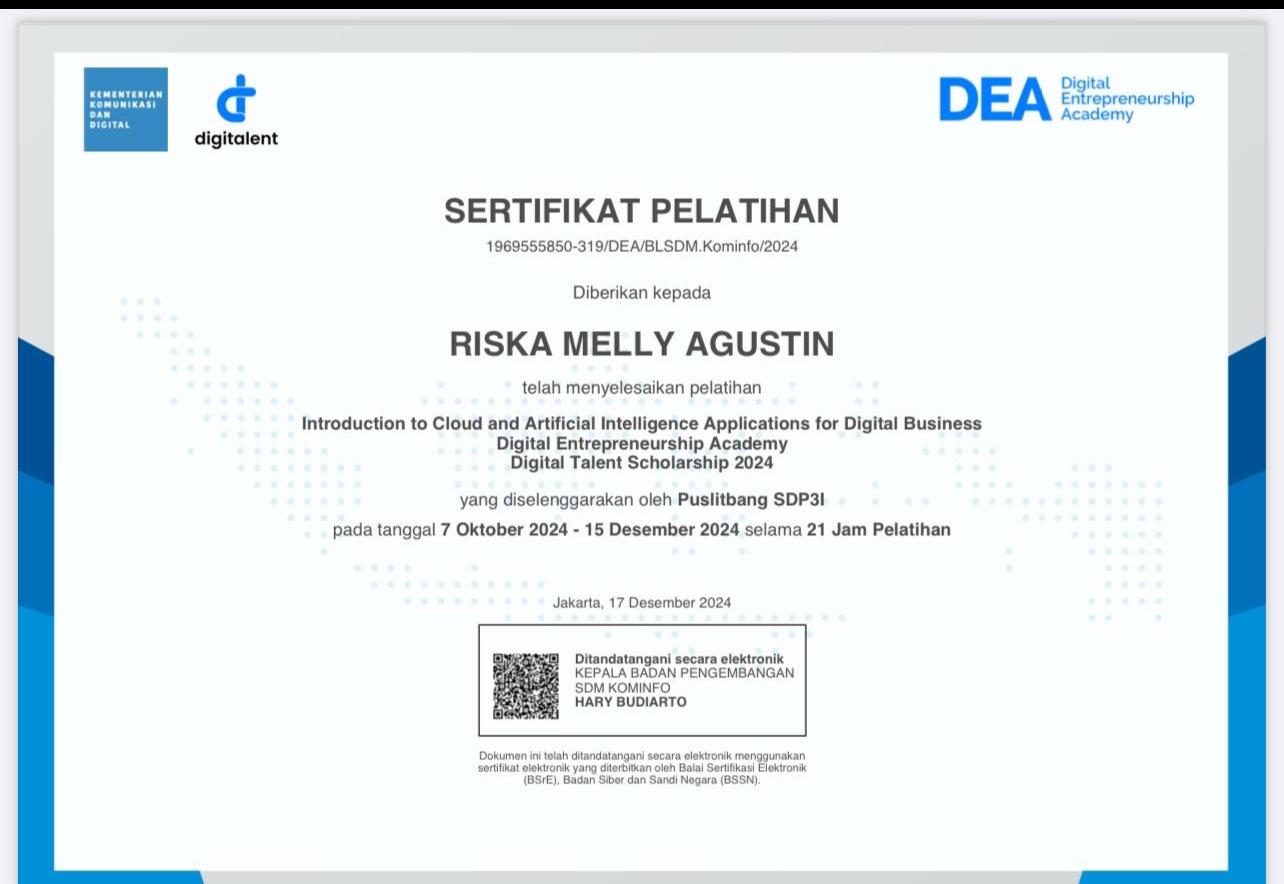 KEMENTERIAN
KOMUNIKASI
DAN
DIGITAL
digitalent
DEA
Digital
Entrepreneurship
Academy
SERTIFIKAT PELATIHAN
1969555850-319/DEA/BLSDM.Kominfo/2024
Diberikan kepada
RISKA MELLY AGUSTIN
telah menyelesaikan pelatihan
Introduction to Cloud and Artificial Intelligence Applications for Digital Business
Digital Entrepreneurship Academy
Digital Talent Scholarship 2024
yang diselenggarakan oleh Puslitbang SDP3I
pada tanggal 7 Oktober 2024 - 15 Desember 2024 selama 21 Jam Pelatihan
Jakarta, 17 Desember 2024
Ditandatangani secara elektronik
KEPALA BADAN PENGEMBANGAN
SDM KOMINFO
HARY BUDIARTO
Dokumen ini telah ditandatangani secara elektronik menggunakan
sertifikat elektronik yang diterbitkan oleh Balai Sertifikasi Elektronik
(BSrE), Badan Siber dan Sandi Negara (BSSN).